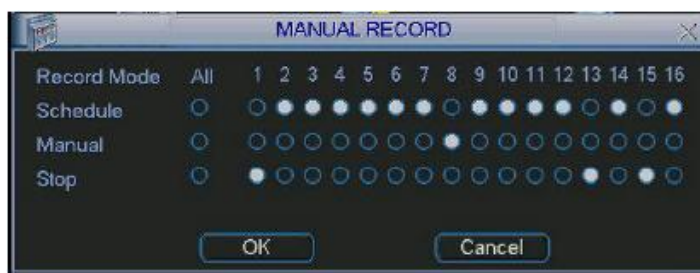 MANUAL RECORD
Record Mode All 1 2 3 4 5 6 7 8 9 10 11 12 13 14 15 16
Schedule
Manual
Stop
OK Cancel